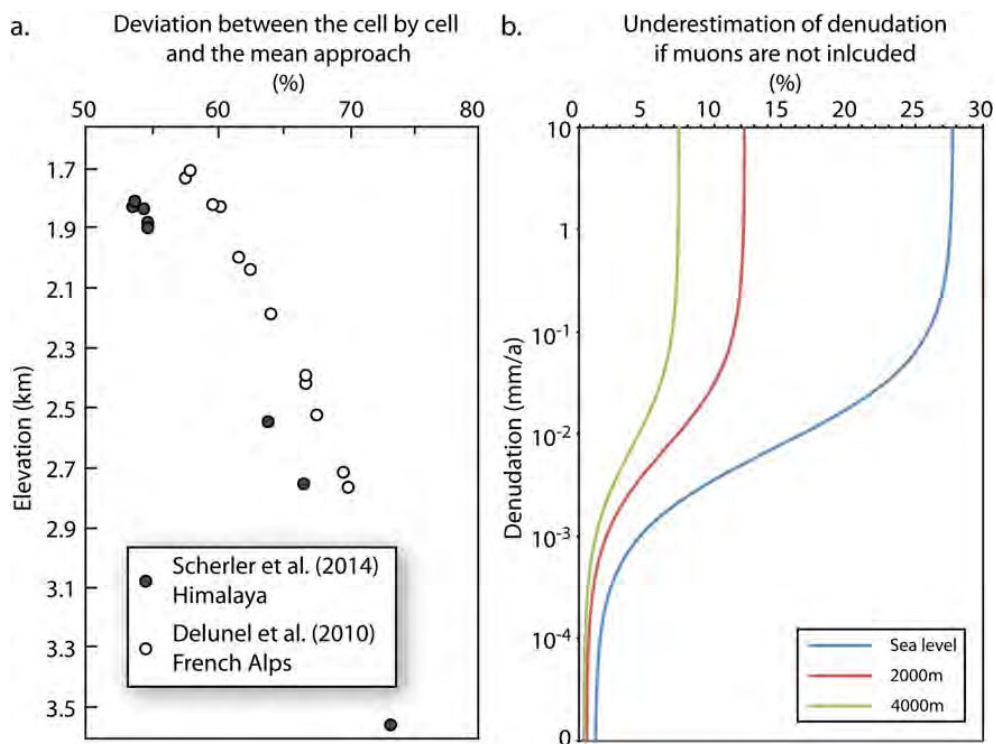 a.
Deviation between the cell by cell
and the mean approach
(%)
50 60 70 80
1.7
1.9
2.1
2.3
2.5
2.7
2.9
3.1
3.3
3.5
Elevation (km)
Scherler et al. (2014)
Himalaya
Delunel et al. (2010)
French Alps
b.
Underestimation of denudation
if muons are not inlcuded
(%)
0 5 10 15 20 25 30
10
1
10⁻¹
10⁻²
10⁻³
10⁻⁴
0
Denudation (mm/a)
Sea level
2000m
4000m